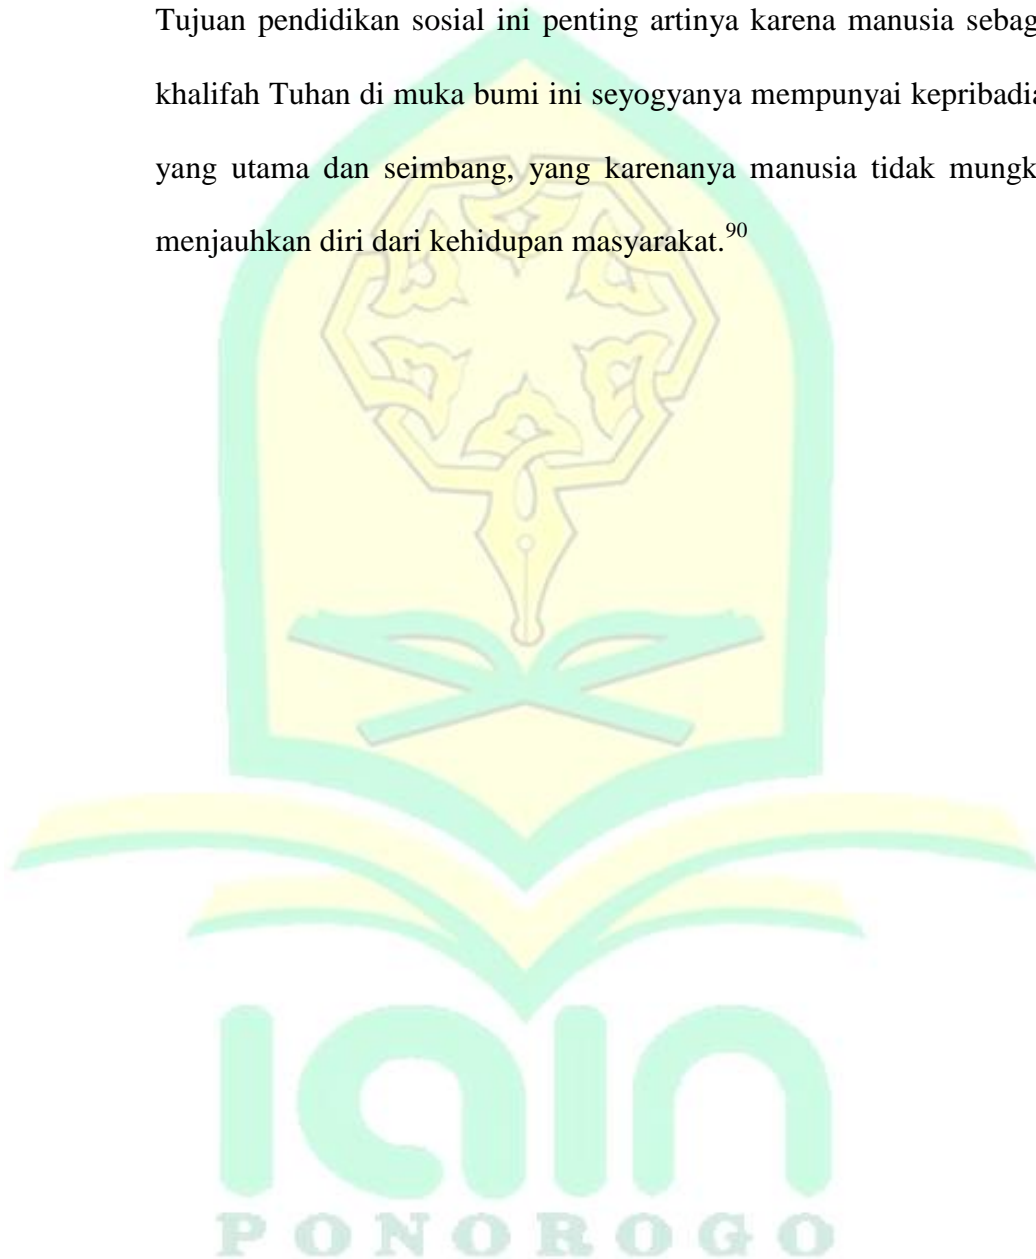 Tujuan pendidikan sosial ini penting artinya karena manusia sebag
khalifah Tuhan di muka bumi ini seyogyanya mempunyai kepribadia
yang utama dan seimbang, yang karenanya manusia tidak mungk
menjauhkan diri dari kehidupan masyarakat.90
iain
PONOROGO